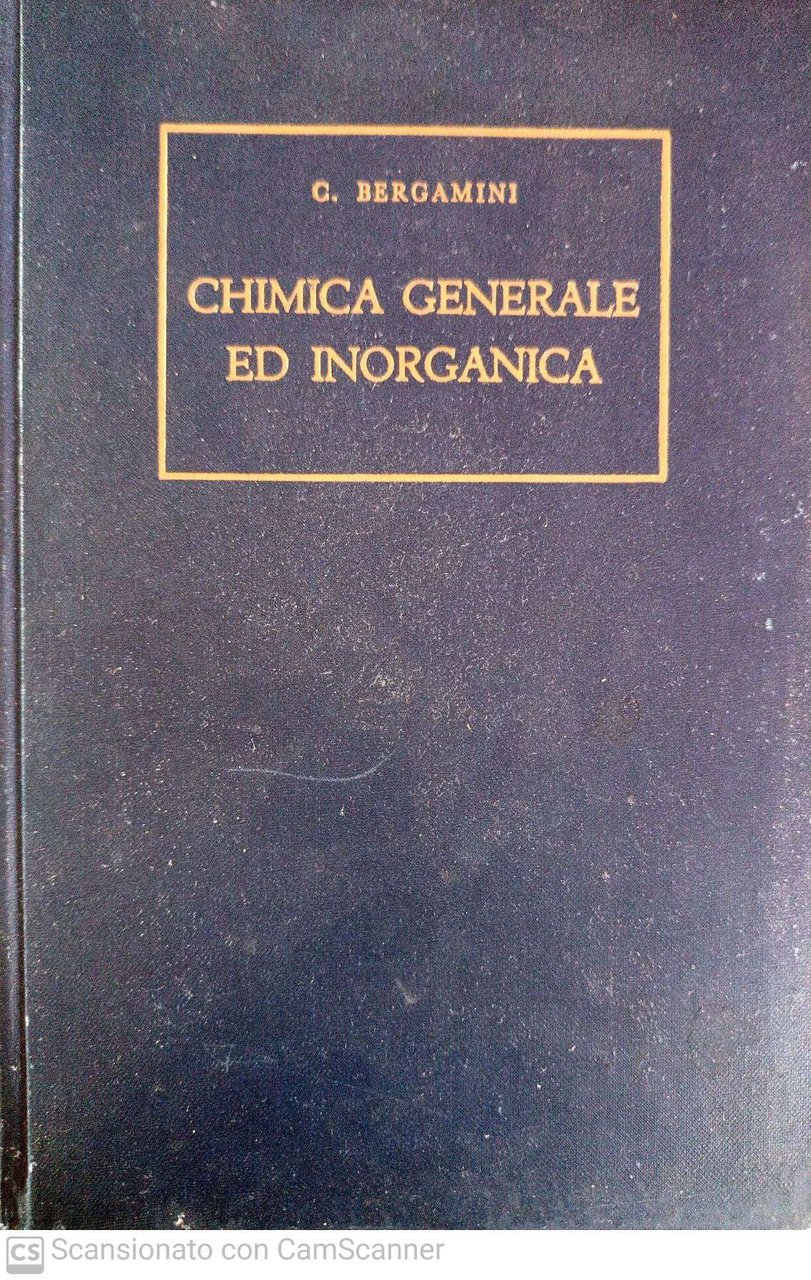 C. BERGAMINI
CHIMICA GENERALE
ED INORGANICA
CS Scansionato con CamScanner